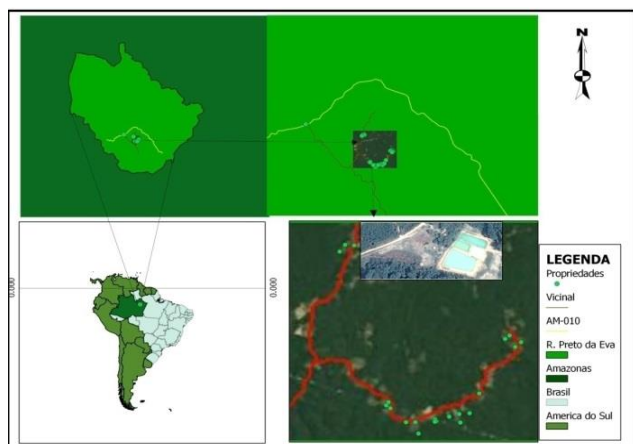 N
0.000
0.000
LEGENDA
Propriedades
Vicinal
AM-010
R. Preto da Eva
Amazonas
Brasil
America do Sul